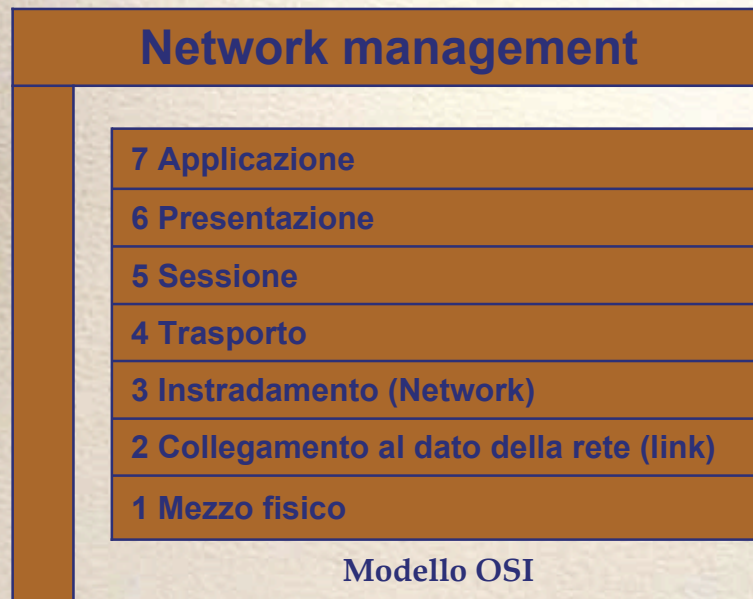 Network management
7 Applicazione
6 Presentazione
5 Sessione
4 Trasporto
3 Instradamento (Network)
2 Collegamento al dato della rete (link)
1 Mezzo fisico
Modello OSI